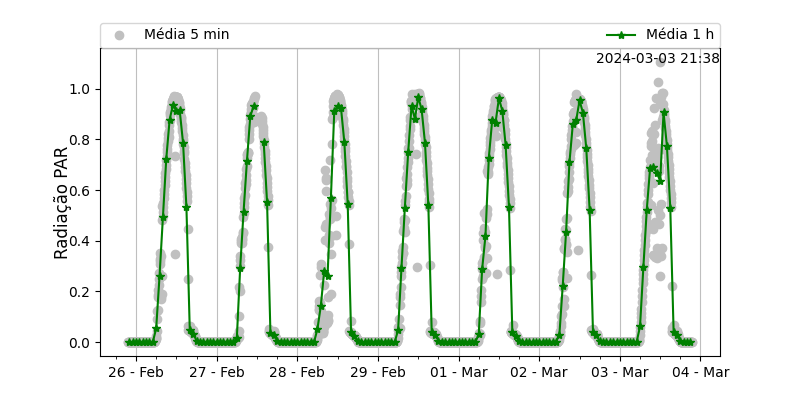 Média 5 min
Média 1 h
2024-03-03 21:38
Radiação PAR
1.0
0.8
0.6
0.4
0.2
0.0
26 - Feb
27 - Feb
28 - Feb
29 - Feb
01 - Mar
02 - Mar
03 - Mar
04 - Mar